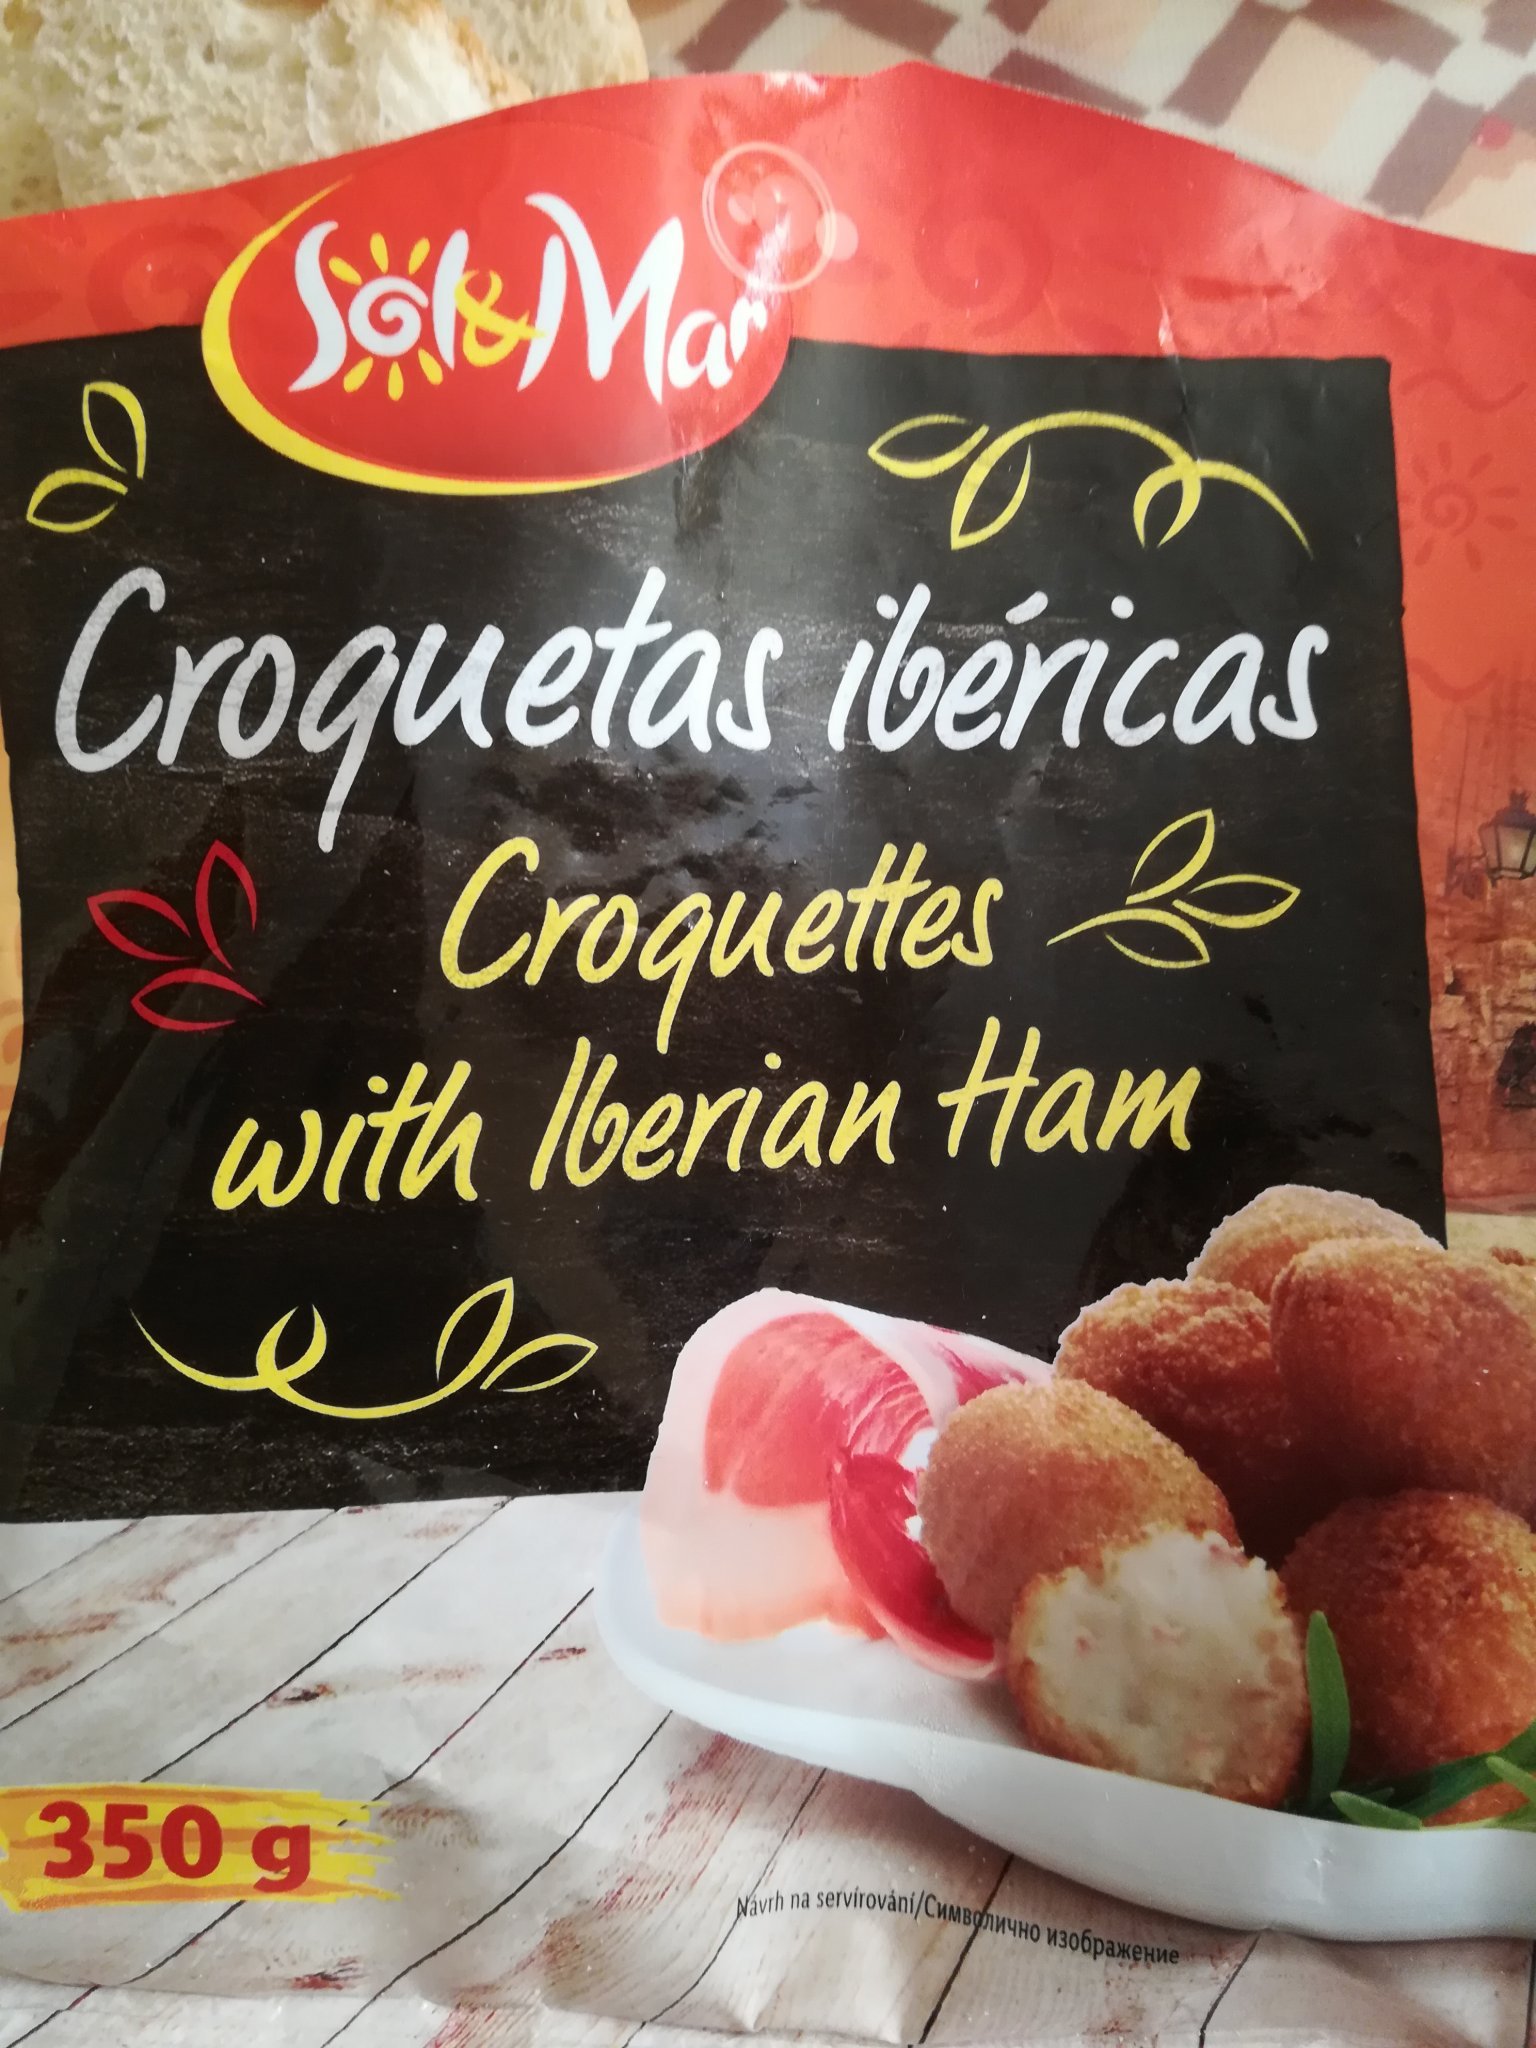 Sol&Mar
Croquetas ibéricas
Croquettes
with Iberian Ham
350 g
Návrh na servírování/Символично изображение